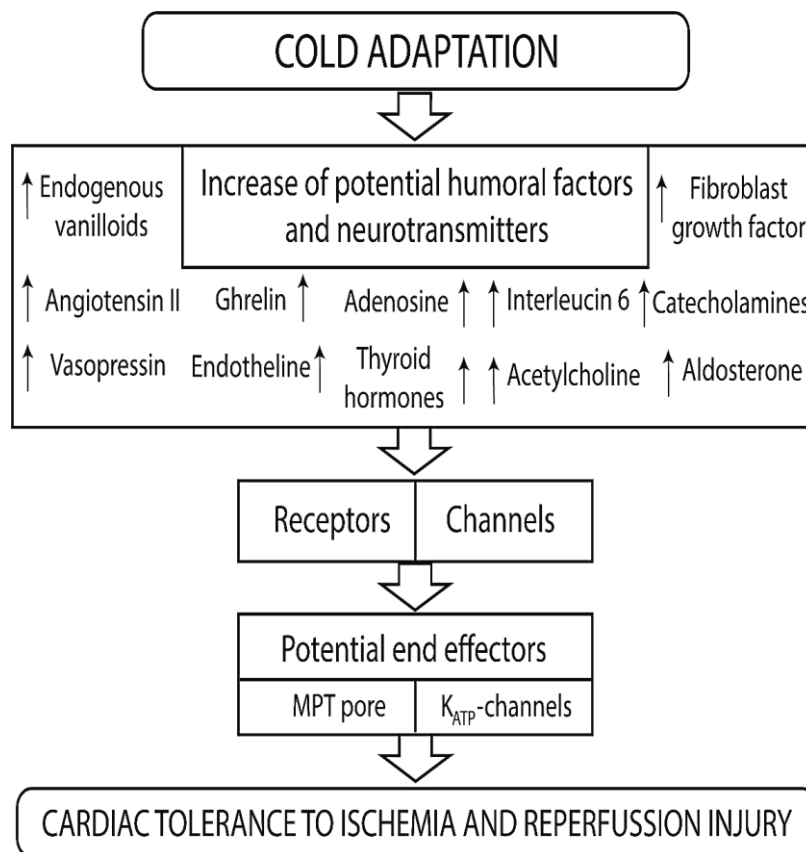 COLD ADAPTATION
↑ Endogenous
vanilloids
Increase of potential humoral factors
and neurotransmitters
↑ Fibroblast
growth factor
↑ Angiotensin II
Ghrelin ↑
Adenosine ↑
↑ Interleucin 6
↑ Catecholamines
↑ Vasopressin
Endotheline ↑
Thyroid
hormones ↑
↑ Acetylcholine
↑ Aldosterone
Receptors
Channels
Potential end effectors
MPT pore
K_ATP-channels
CARDIAC TOLERANCE TO ISCHEMIA AND REPERFUSSION INJURY